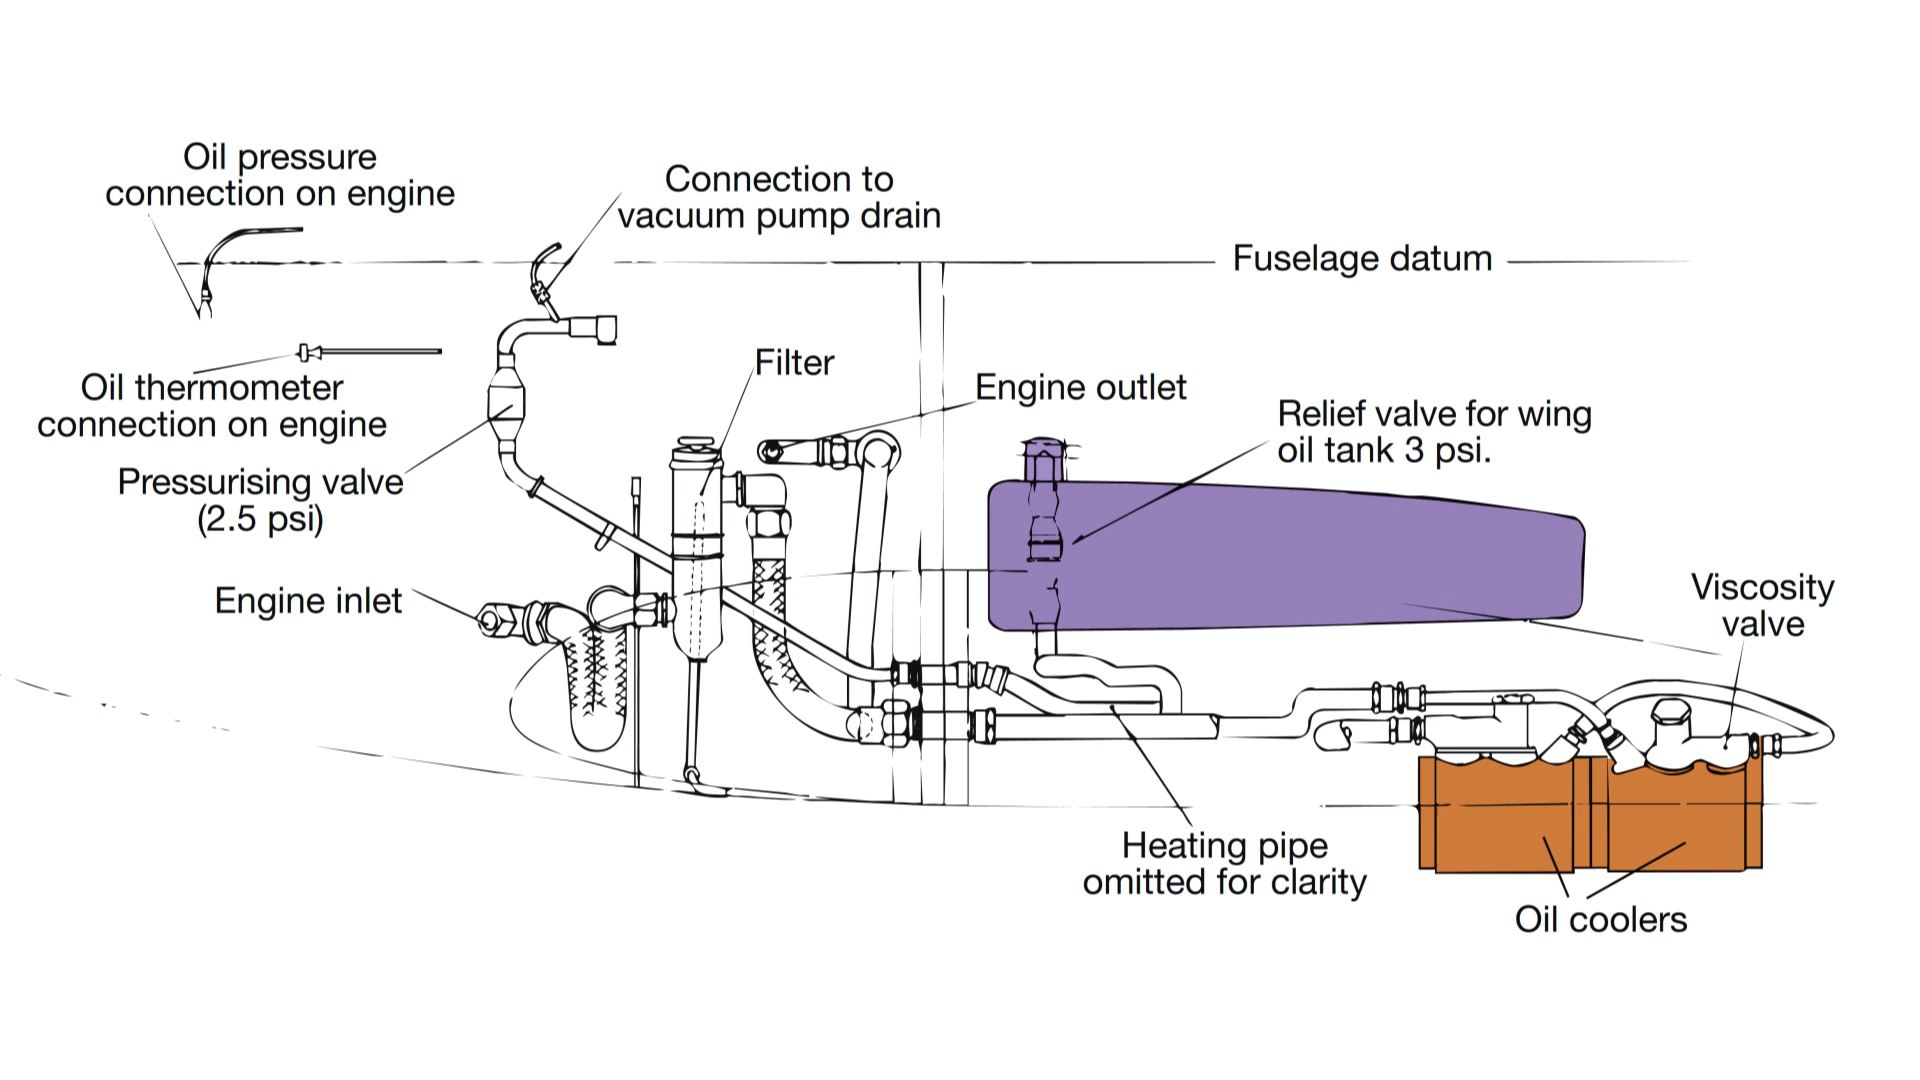 Oil pressure
connection on engine
Connection to
vacuum pump drain
Fuselage datum
Filter
Engine outlet
Oil thermometer
connection on engine
Relief valve for wing
oil tank 3 psi.
Pressurising valve
(2.5 psi)
Engine inlet
Viscosity
valve
Heating pipe
omitted for clarity
Oil coolers